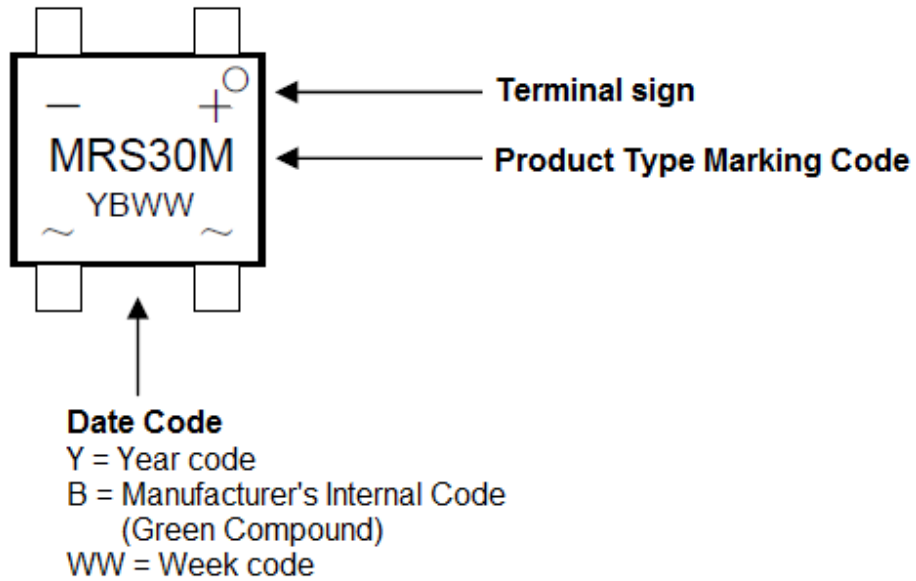 − +
Terminal sign
MRS30M
Product Type Marking Code
YBWW
~ ~
Date Code
Y = Year code
B = Manufacturer's Internal Code
(Green Compound)
WW = Week code